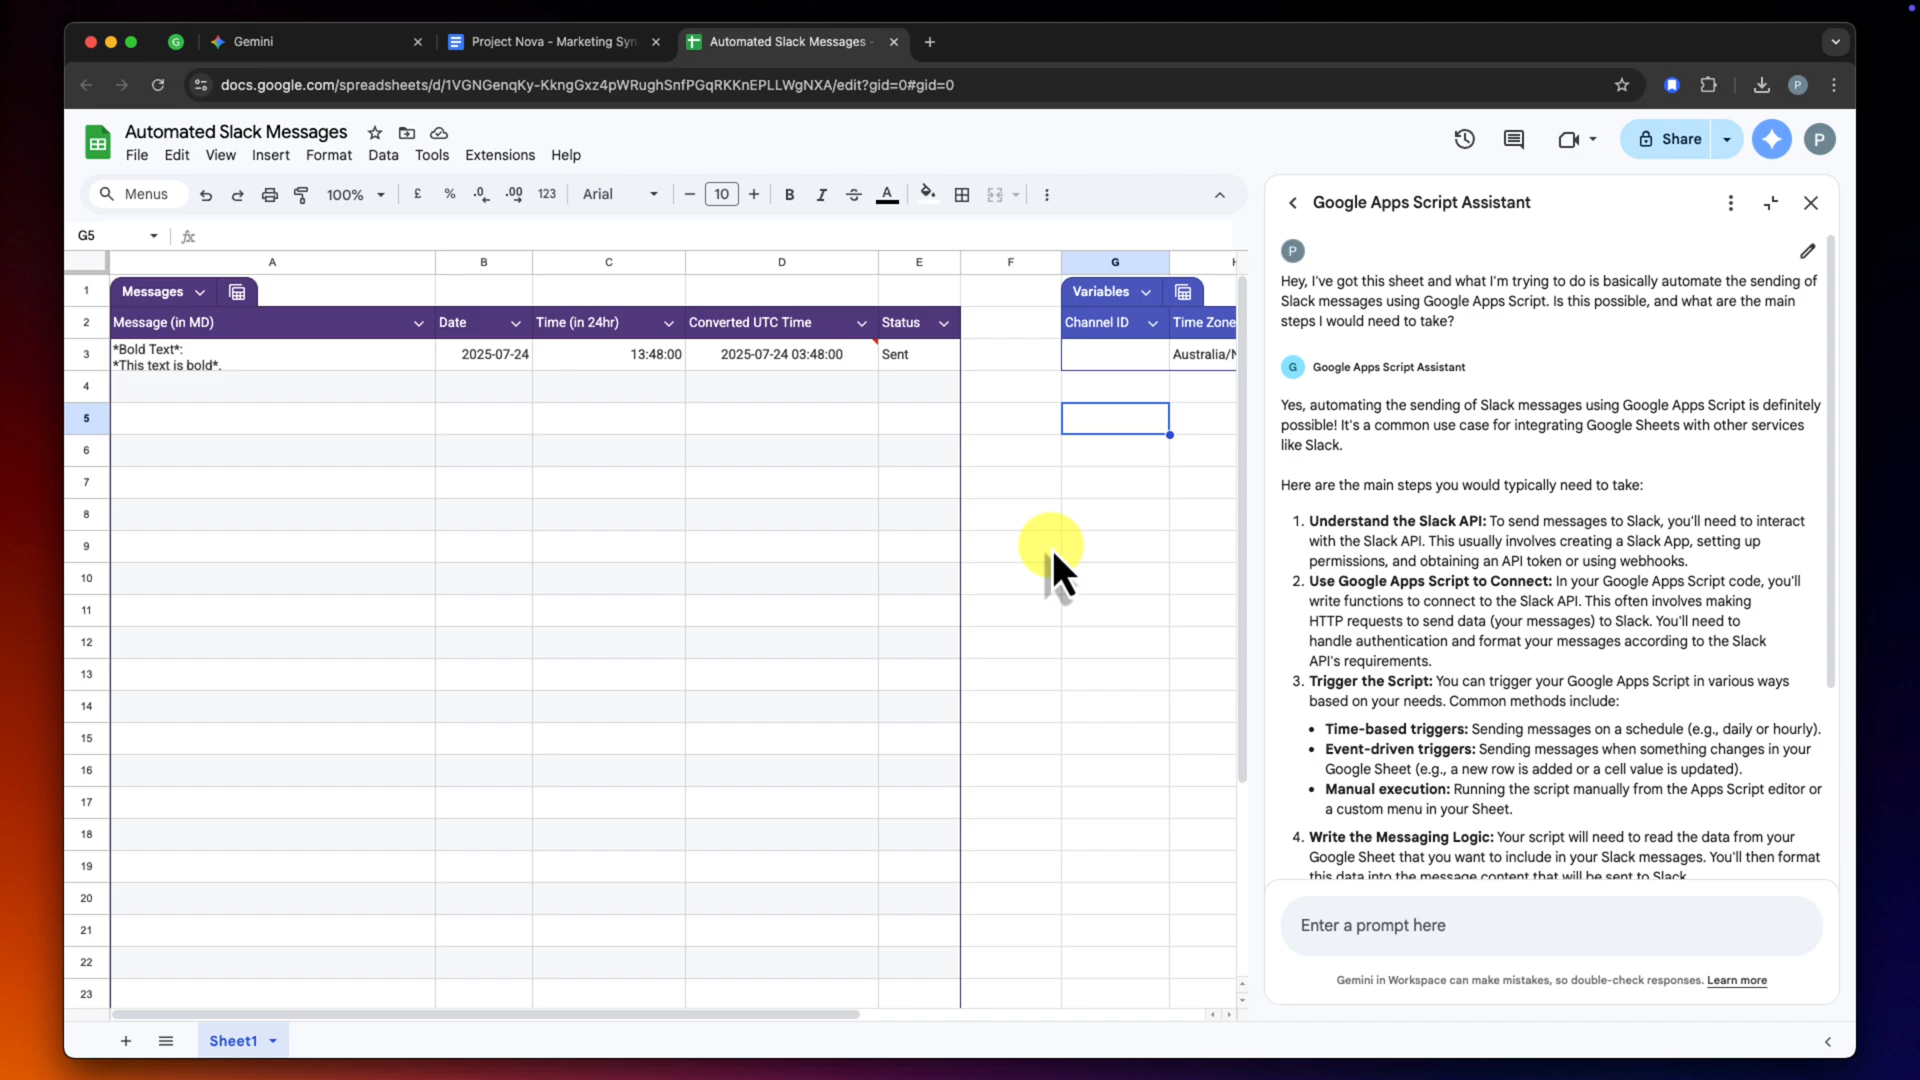 G
Gemini
Project Nova - Marketing Syn
Automated Slack Messages -
docs.google.com/spreadsheets/d/1VGNGenqKy-KkngGxz4pWRughSnfPGqRKKnEPLLWgNXA/edit?gid=0#gid=0
P
Automated Slack Messages
File Edit View Insert Format Data Tools Extensions Help
Share
P
Menus
100%
£ % .0 .00 123
Arial
10
B I
A
G5
fx
A B C D E F G
1 Messages Variables
2 Message (in MD) Date Time (in 24hr) Converted UTC Time Status Channel ID Time Zone
3 *Bold Text*: 2025-07-24 13:48:00 2025-07-24 03:48:00 Sent Australia/
*This text is bold*.
4
5
6
7
8
9
10
11
12
13
14
15
16
17
18
19
20
21
22
23
Sheet1
Google Apps Script Assistant
P
Hey, I've got this sheet and what I'm trying to do is basically automate the sending of
Slack messages using Google Apps Script. Is this possible, and what are the main
steps I would need to take?
G Google Apps Script Assistant
Yes, automating the sending of Slack messages using Google Apps Script is definitely
possible! It's a common use case for integrating Google Sheets with other services
like Slack.
Here are the main steps you would typically need to take:
1. Understand the Slack API: To send messages to Slack, you'll need to interact
with the Slack API. This usually involves creating a Slack App, setting up
permissions, and obtaining an API token or using webhooks.
2. Use Google Apps Script to Connect: In your Google Apps Script code, you'll
write functions to connect to the Slack API. This often involves making
HTTP requests to send data (your messages) to Slack. You'll need to
handle authentication and format your messages according to the Slack
API's requirements.
3. Trigger the Script: You can trigger your Google Apps Script in various ways
based on your needs. Common methods include:
• Time-based triggers: Sending messages on a schedule (e.g., daily or hourly).
• Event-driven triggers: Sending messages when something changes in your
Google Sheet (e.g., a new row is added or a cell value is updated).
• Manual execution: Running the script manually from the Apps Script editor or
a custom menu in your Sheet.
4. Write the Messaging Logic: Your script will need to read the data from your
Google Sheet that you want to include in your Slack messages. You'll then format
this data into the message content that will be sent to Slack.
Enter a prompt here
Gemini in Workspace can make mistakes, so double-check responses. Learn more